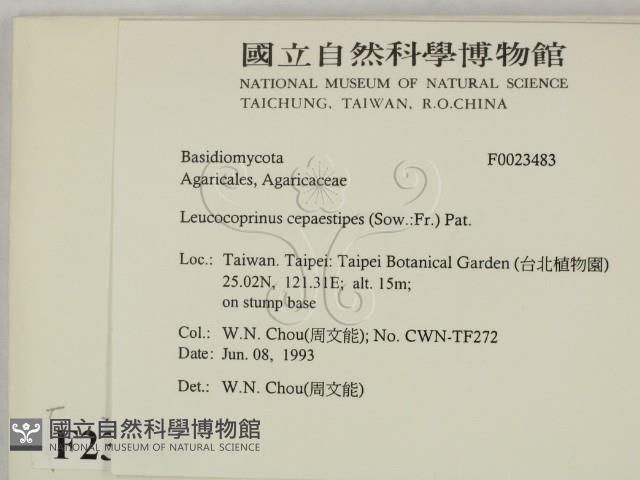 國立自然科學博物館
NATIONAL MUSEUM OF NATURAL SCIENCE
TAICHUNG, TAIWAN, R.O.CHINA
Basidiomycota F0023483
Agaricales, Agaricaceae
Leucocoprinus cepaestipes (Sow.:Fr.) Pat.
Loc.: Taiwan. Taipei: Taipei Botanical Garden (台北植物園)
25.02N, 121.31E; alt. 15m;
on stump base
Col.: W.N. Chou(周文能); No. CWN-TF272
Date: Jun. 08, 1993
Det.: W.N. Chou(周文能)
國立自然科學博物館
NATIONAL MUSEUM OF NATURAL SCIENCE